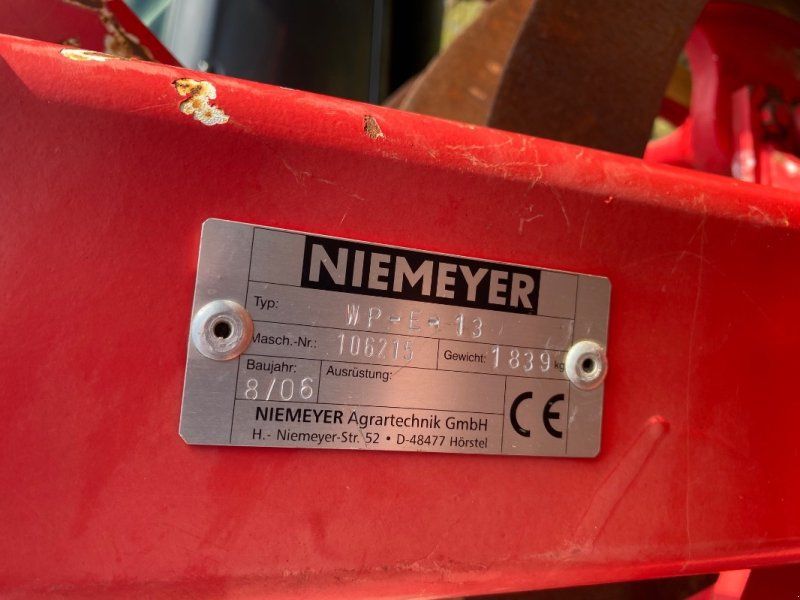 NIEMEYER
Typ: WP-E-13
Masch.-Nr.: 106215 Gewicht: 1839 kg
Baujahr: 8/06 Ausrüstung:
NIEMEYER Agrartechnik GmbH
H.- Niemeyer-Str. 52 • D-48477 Hörstel
CE